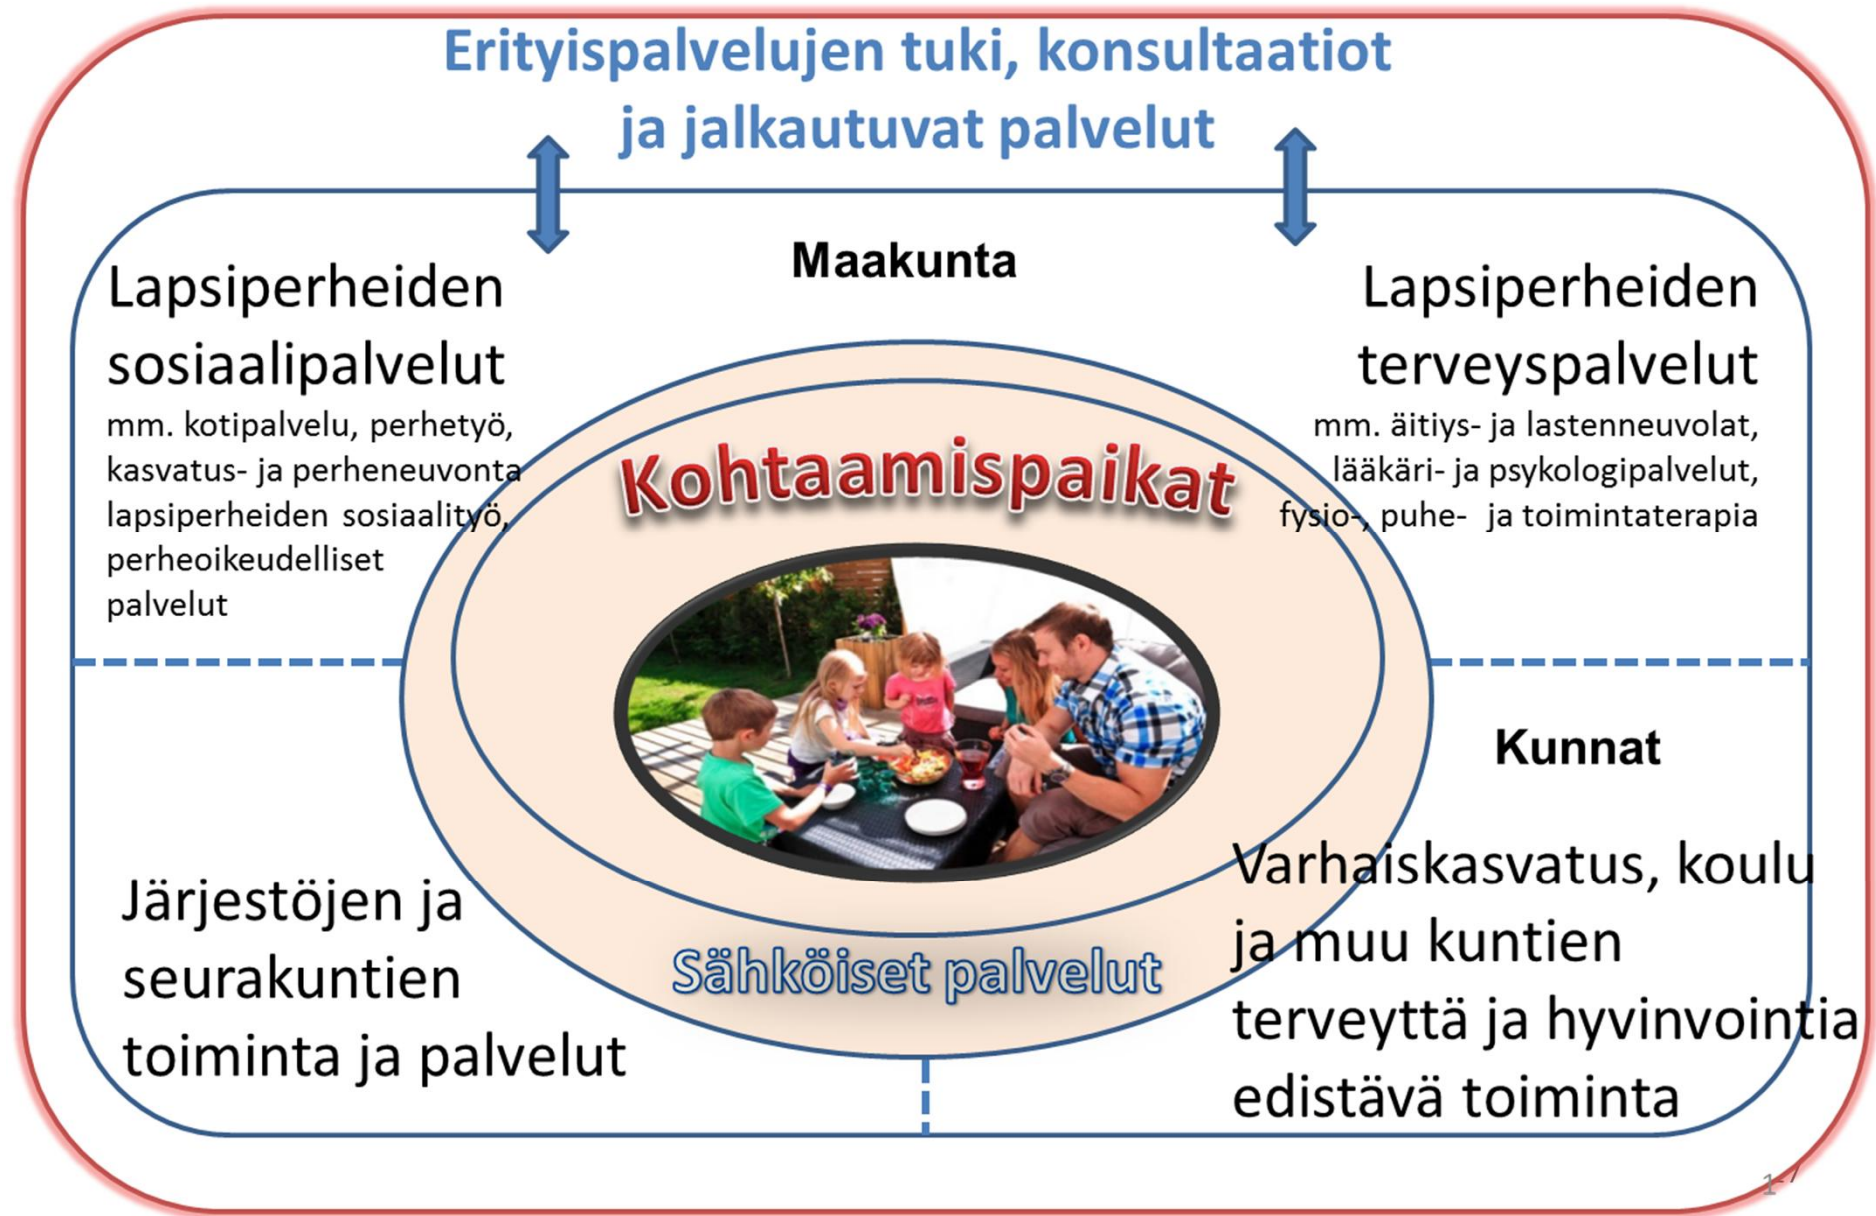 Erityispalvelujen tuki, konsultaatiot
ja jalkautuvat palvelut
Maakunta
Lapsiperheiden
sosiaalipalvelut
mm. kotipalvelu, perhetyö,
kasvatus- ja perheneuvonta
lapsiperheiden sosiaalityö,
perheoikeudelliset
palvelut
Lapsiperheiden
terveyspalvelut
mm. äitiys- ja lastenneuvolat,
lääkäri- ja psykologipalvelut,
fysio-, puhe- ja toimintaterapia
Kohtaamispaikat
Sähköiset palvelut
Järjestöjen ja
seurakuntien
toiminta ja palvelut
Kunnat
Varhaiskasvatus, koulu
ja muu kuntien
terveyttä ja hyvinvointia
edistävä toiminta